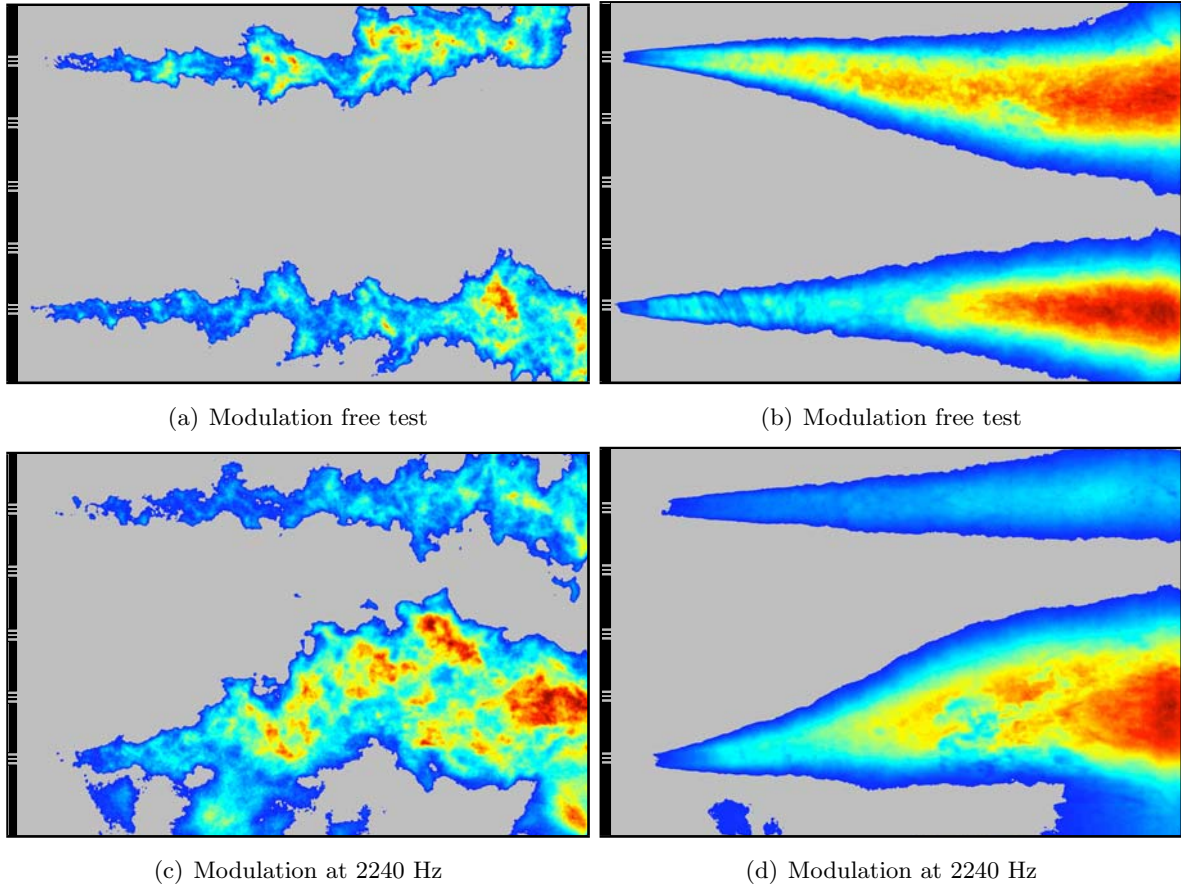 (a) Modulation free test
(b) Modulation free test
(c) Modulation at 2240 Hz
(d) Modulation at 2240 Hz